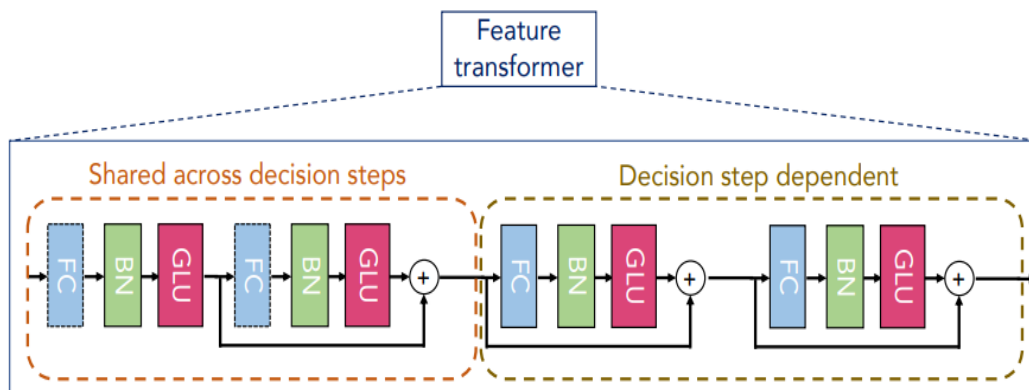 Feature
transformer
Shared across decision steps
Decision step dependent
FC
BN
GLU
FC
BN
GLU
+
FC
BN
GLU
+
FC
BN
GLU
+